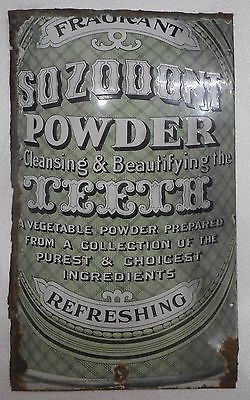 FRAGRANT
SOZODONT
POWDER
Cleansing & Beautifying the
TEETH
A VEGETABLE POWDER PREPARED
FROM A COLLECTION OF THE
PUREST & CHOICEST
INGREDIENTS
REFRESHING